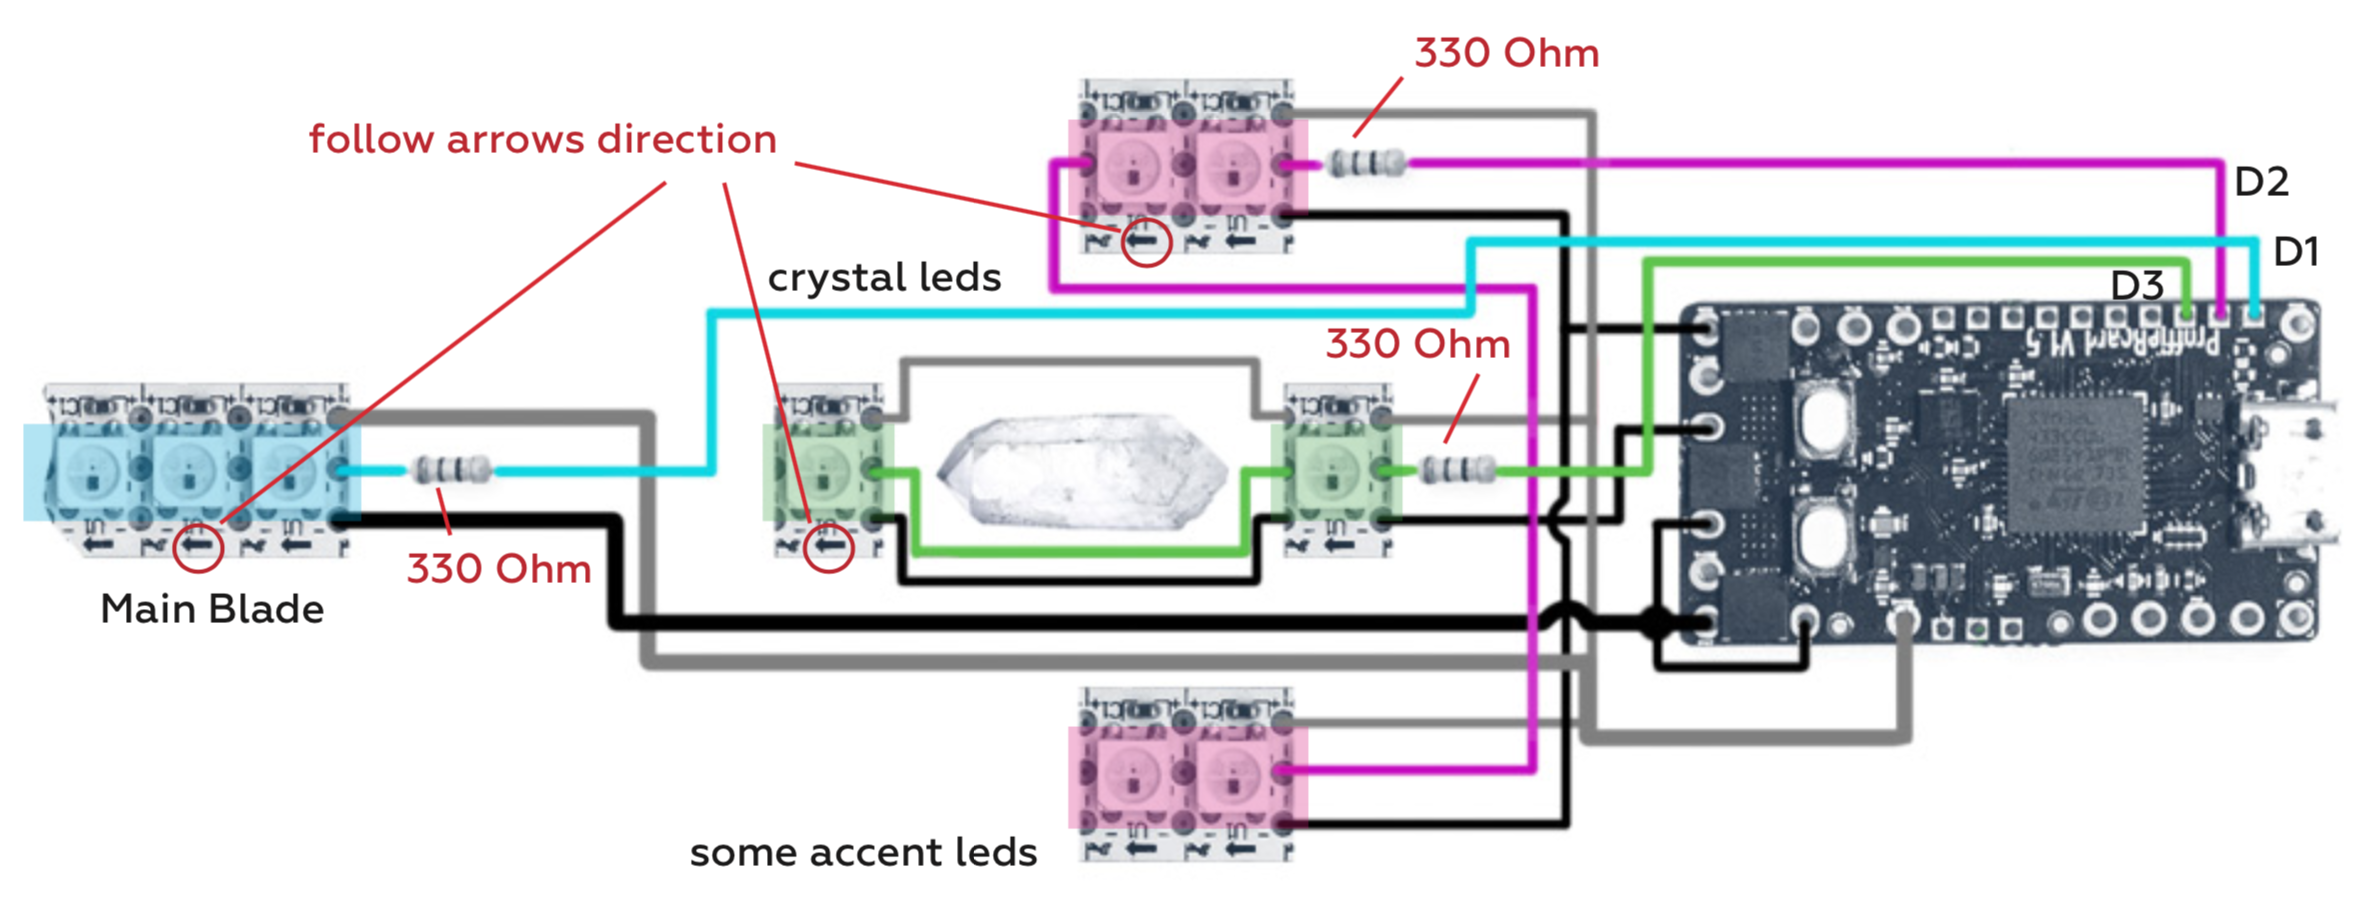 330 Ohm
follow arrows direction
D2
D1
crystal leds
D3
330 Ohm
ProffieBoard V1.5
330 Ohm
Main Blade
some accent leds